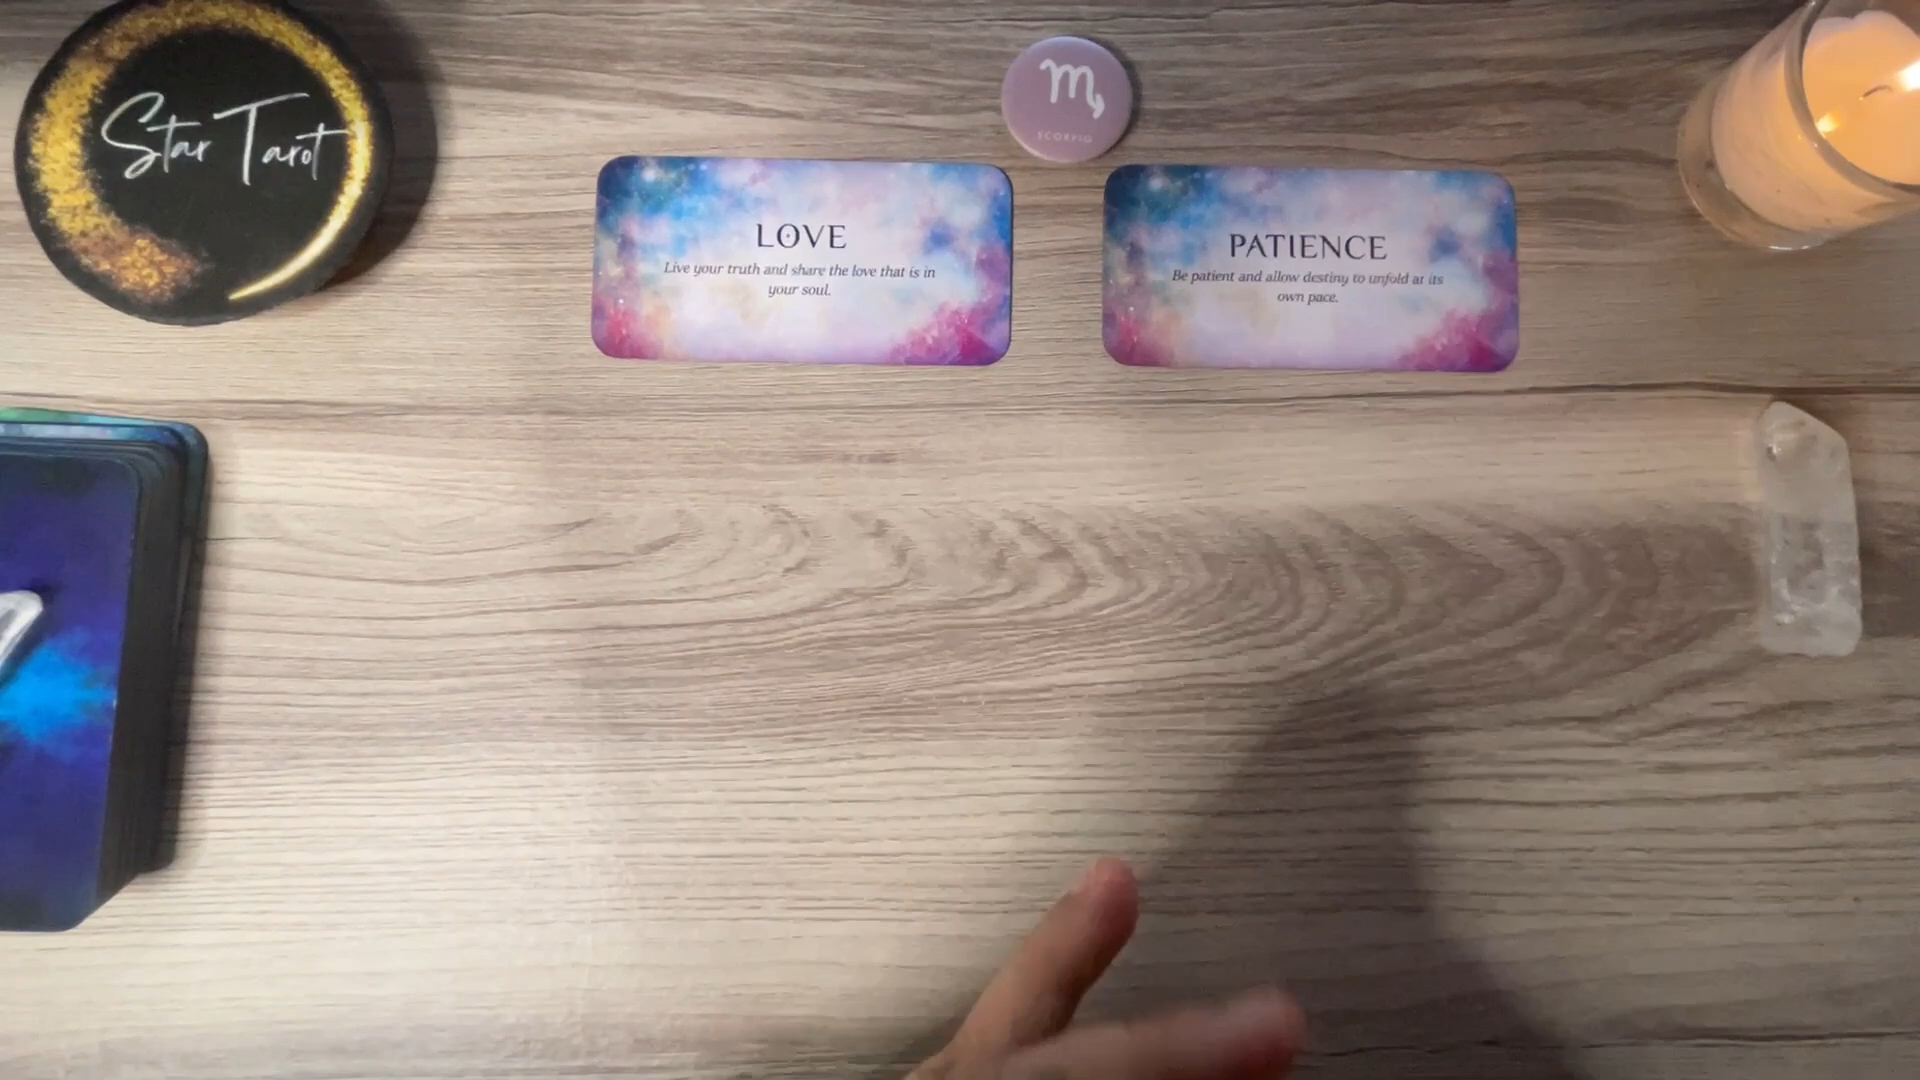 Star Tarot
SCORPIO
LOVE
Live your truth and share the love that is in
your soul.
PATIENCE
Be patient and allow destiny to unfold at its
own pace.